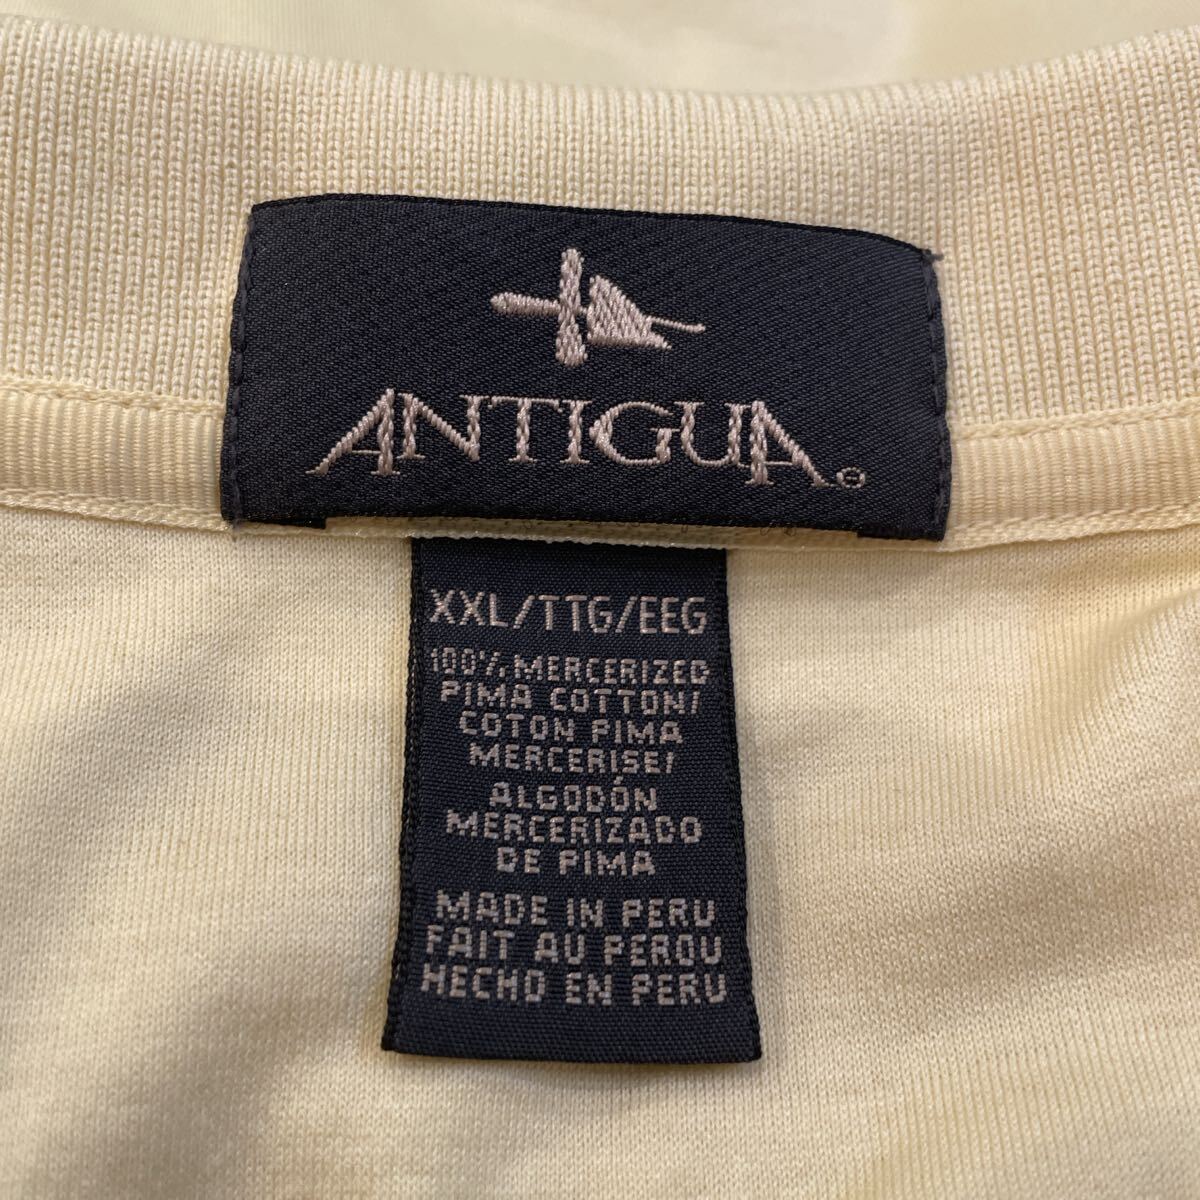 ANTIGUA®
XXL/TTG/EEG
100% MERCERIZED
PIMA COTTON/
COTON PIMA
MERCERISE/
ALGODÓN
MERCERIZADO
DE PIMA
MADE IN PERU
FAIT AU PEROU
HECHO EN PERU